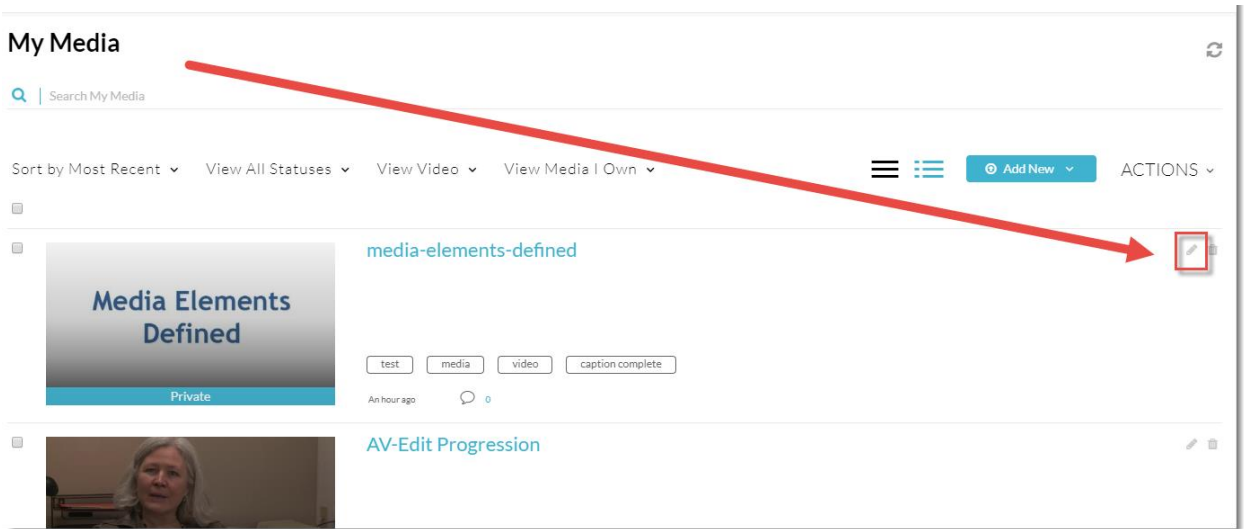 My Media
Search My Media
Sort by Most Recent View All Statuses View Video View Media I Own Add New ACTIONS
media-elements-defined
Media Elements
Defined
test media video caption complete
Private
An hour ago 0
AV-Edit Progression